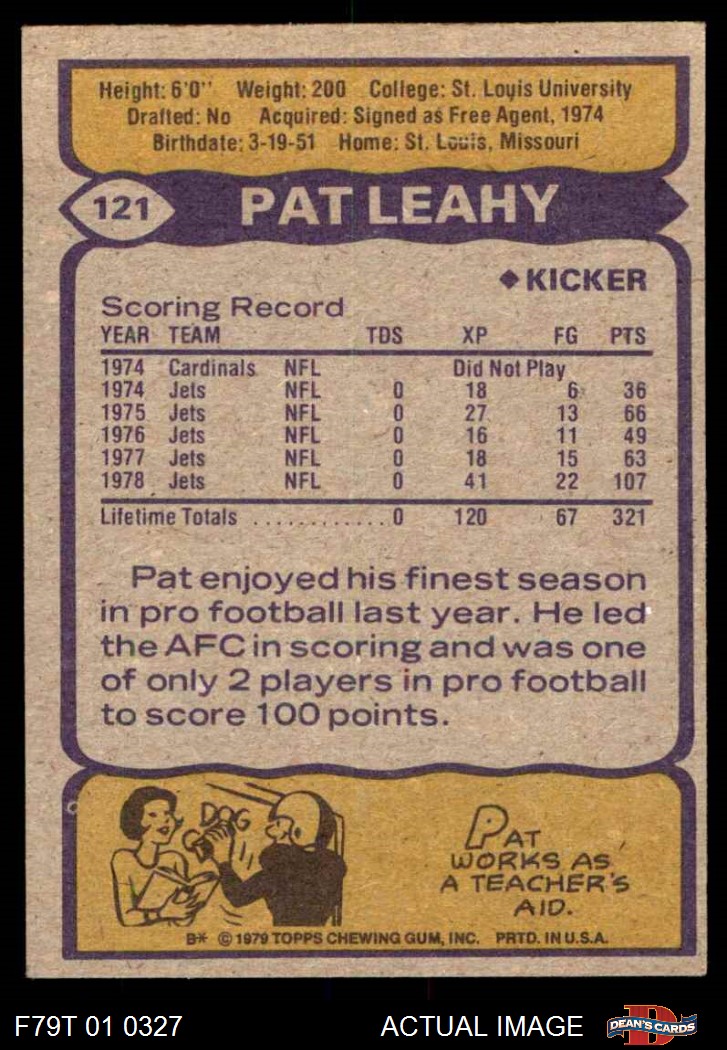 Height: 6'0" Weight: 200 College: St. Louis University
Drafted: No Acquired: Signed as Free Agent, 1974
Birthdate: 3-19-51 Home: St. Louis, Missouri
121 PAT LEAHY
◆ KICKER
Scoring Record
YEAR TEAM TDS XP FG PTS
1974 Cardinals NFL Did Not Play
1974 Jets NFL 0 18 6 36
1975 Jets NFL 0 27 13 66
1976 Jets NFL 0 16 11 49
1977 Jets NFL 0 18 15 63
1978 Jets NFL 0 41 22 107
Lifetime Totals ............0 120 67 321
Pat enjoyed his finest season
in pro football last year. He led
the AFC in scoring and was one
of only 2 players in pro football
to score 100 points.
DOG
PAT
WORKS AS
A TEACHER'S
AID.
B* © 1979 TOPPS CHEWING GUM, INC. PRTD. IN U.S.A.
F79T 01 0327 ACTUAL IMAGE D DEAN'S CARDS